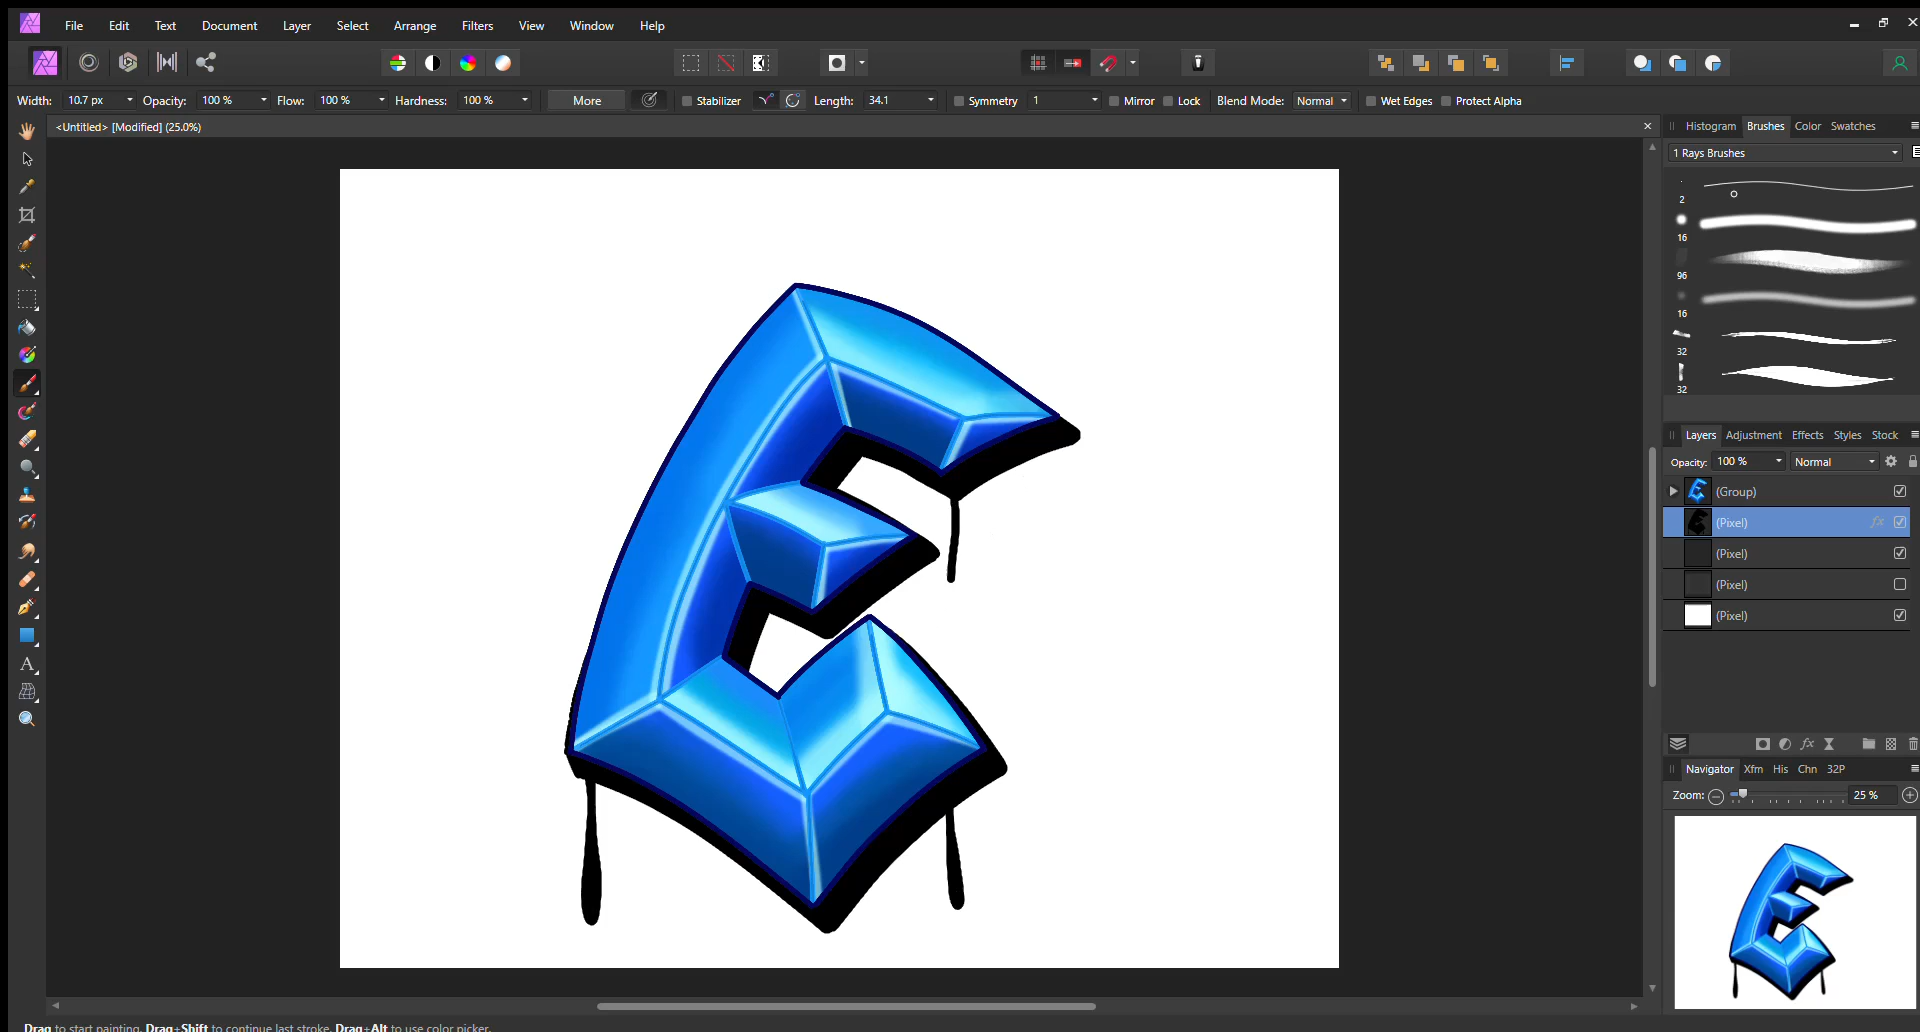 File Edit Text Document Layer Select Arrange Filters View Window Help
Width: 10.7 px Opacity: 100 % Flow: 100 % Hardness: 100 % More Stabilizer Length: 34.1 Symmetry 1 Mirror Lock Blend Mode: Normal Wet Edges Protect Alpha
<Untitled> [Modified] (25.0%)
Histogram Brushes Color Swatches
1 Rays Brushes
2
16
96
16
32
32
Layers Adjustment Effects Styles Stock
Opacity: 100 % Normal
(Group)
(Pixel) fx
(Pixel)
(Pixel)
(Pixel)
fx
Navigator Xfm His Chn 32P
Zoom: 25 %
E
Drag to start painting. Drag+Shift to continue last stroke. Drag+Alt to use color picker.